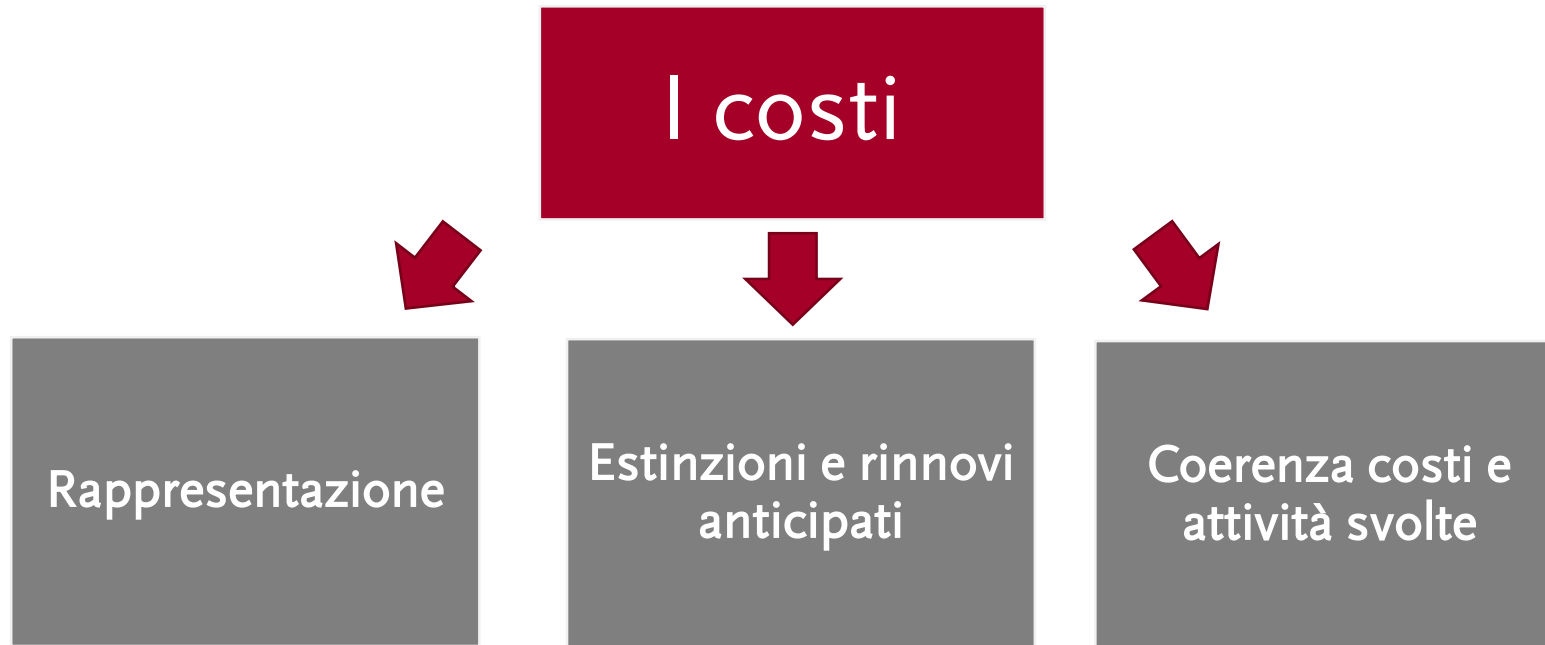 I costi
Rappresentazione
Estinzioni e rinnovi
anticipati
Coerenza costi e
attività svolte